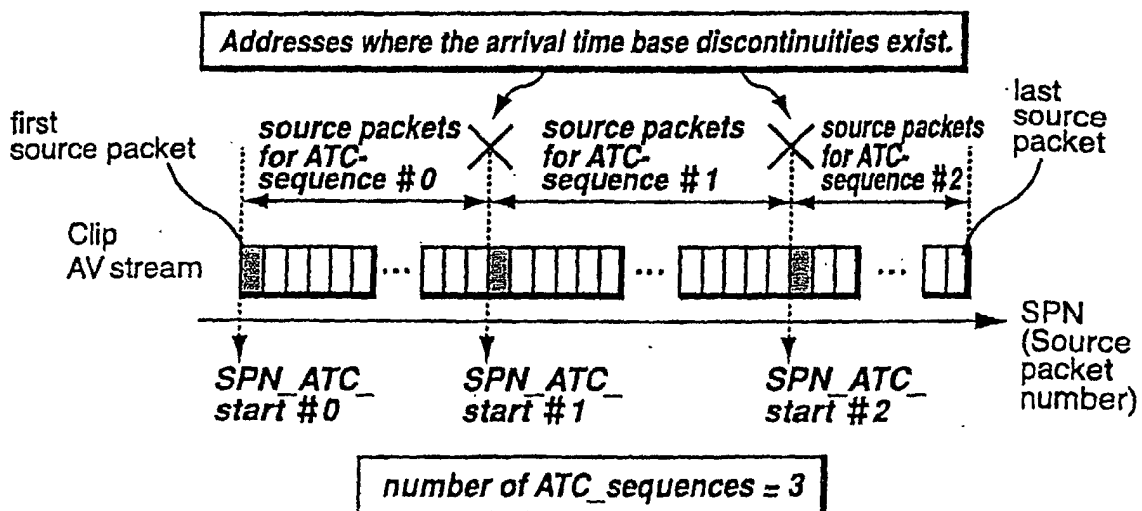 Addresses where the arrival time base discontinuities exist.
first
source packet
source packets
for ATC-
sequence #0
source packets
for ATC-
sequence #1
source packets
for ATC-
sequence #2
last
source
packet
Clip
AV stream
...
...
...
SPN
(Source
packet
number)
SPN_ATC_
start #0
SPN_ATC_
start #1
SPN_ATC_
start #2
number of ATC_sequences = 3